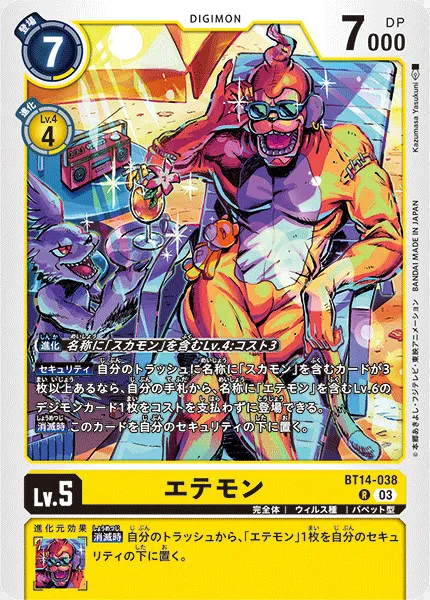 DIGIMON
登場
7
7000
DP
進化
Lv.4
4
Kazumasa Yasukuni
© 本郷あきよし・フジテレビ・東映アニメーション BANDAI MADE IN JAPAN
進化 名称に「スカモン」を含むLv.4:コスト3
セキュリティ 自分のトラッシュに名称に「スカモン」を含むカードが3
枚以上あるなら、自分の手札から、名称に「エテモン」を含むLv.6の
デジモンカード1枚をコストを支払わずに登場できる。
消滅時 このカードを自分のセキュリティの下に置く。
BT14-038
Lv.5
エテモン
R
03
完全体
ウィルス種
パペット型
進化元効果
消滅時 自分のトラッシュから、「エテモン」1枚を自分のセキュ
リティの下に置く。